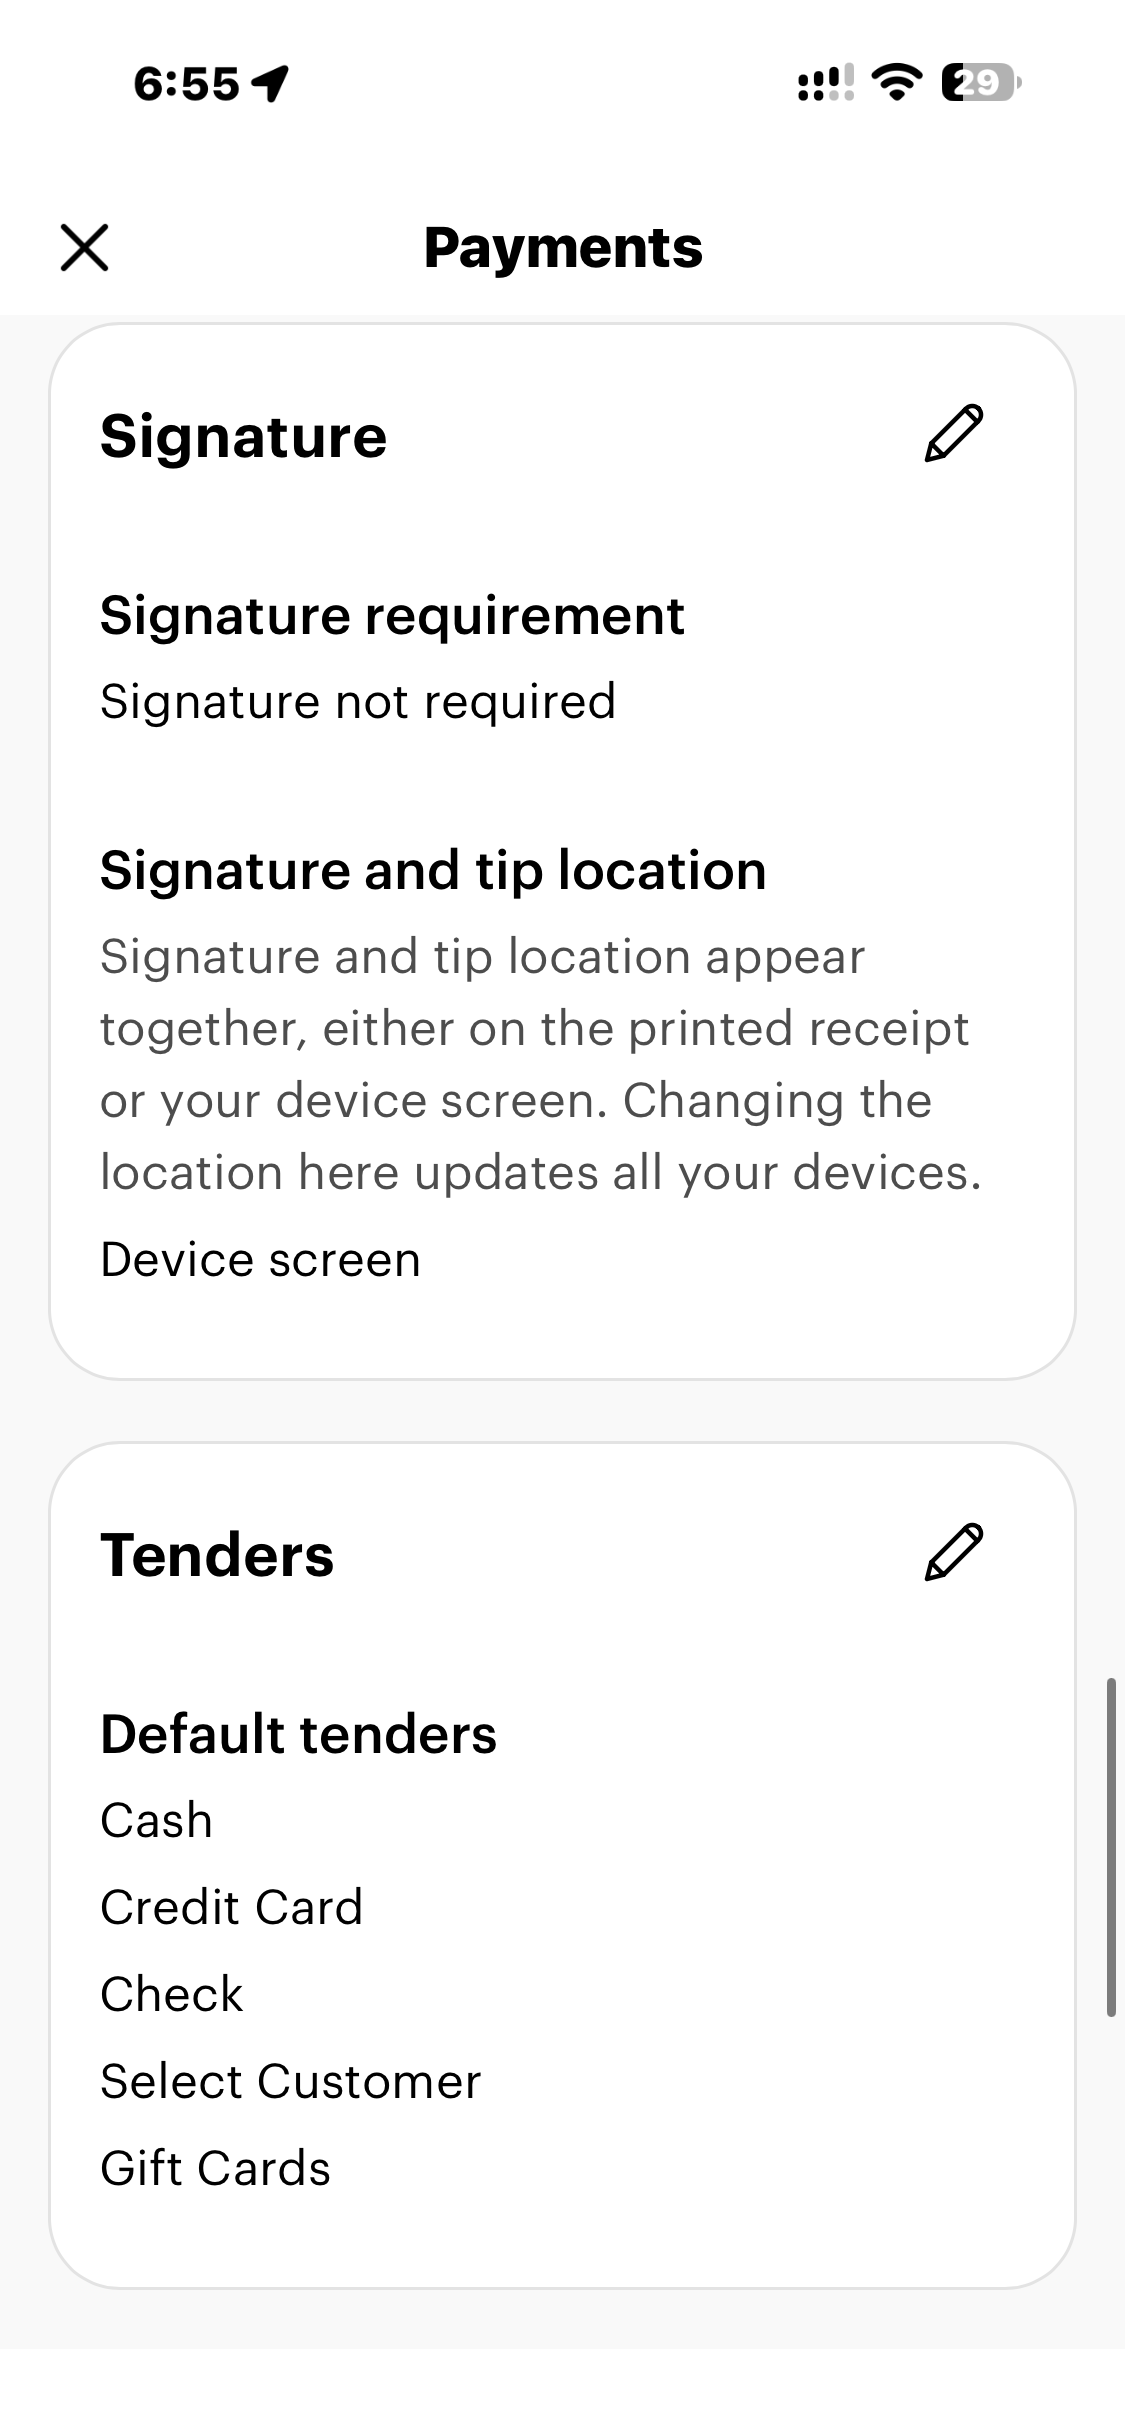 6:55
29
Payments
Signature
Signature requirement
Signature not required
Signature and tip location
Signature and tip location appear
together, either on the printed receipt
or your device screen. Changing the
location here updates all your devices.
Device screen
Tenders
Default tenders
Cash
Credit Card
Check
Select Customer
Gift Cards